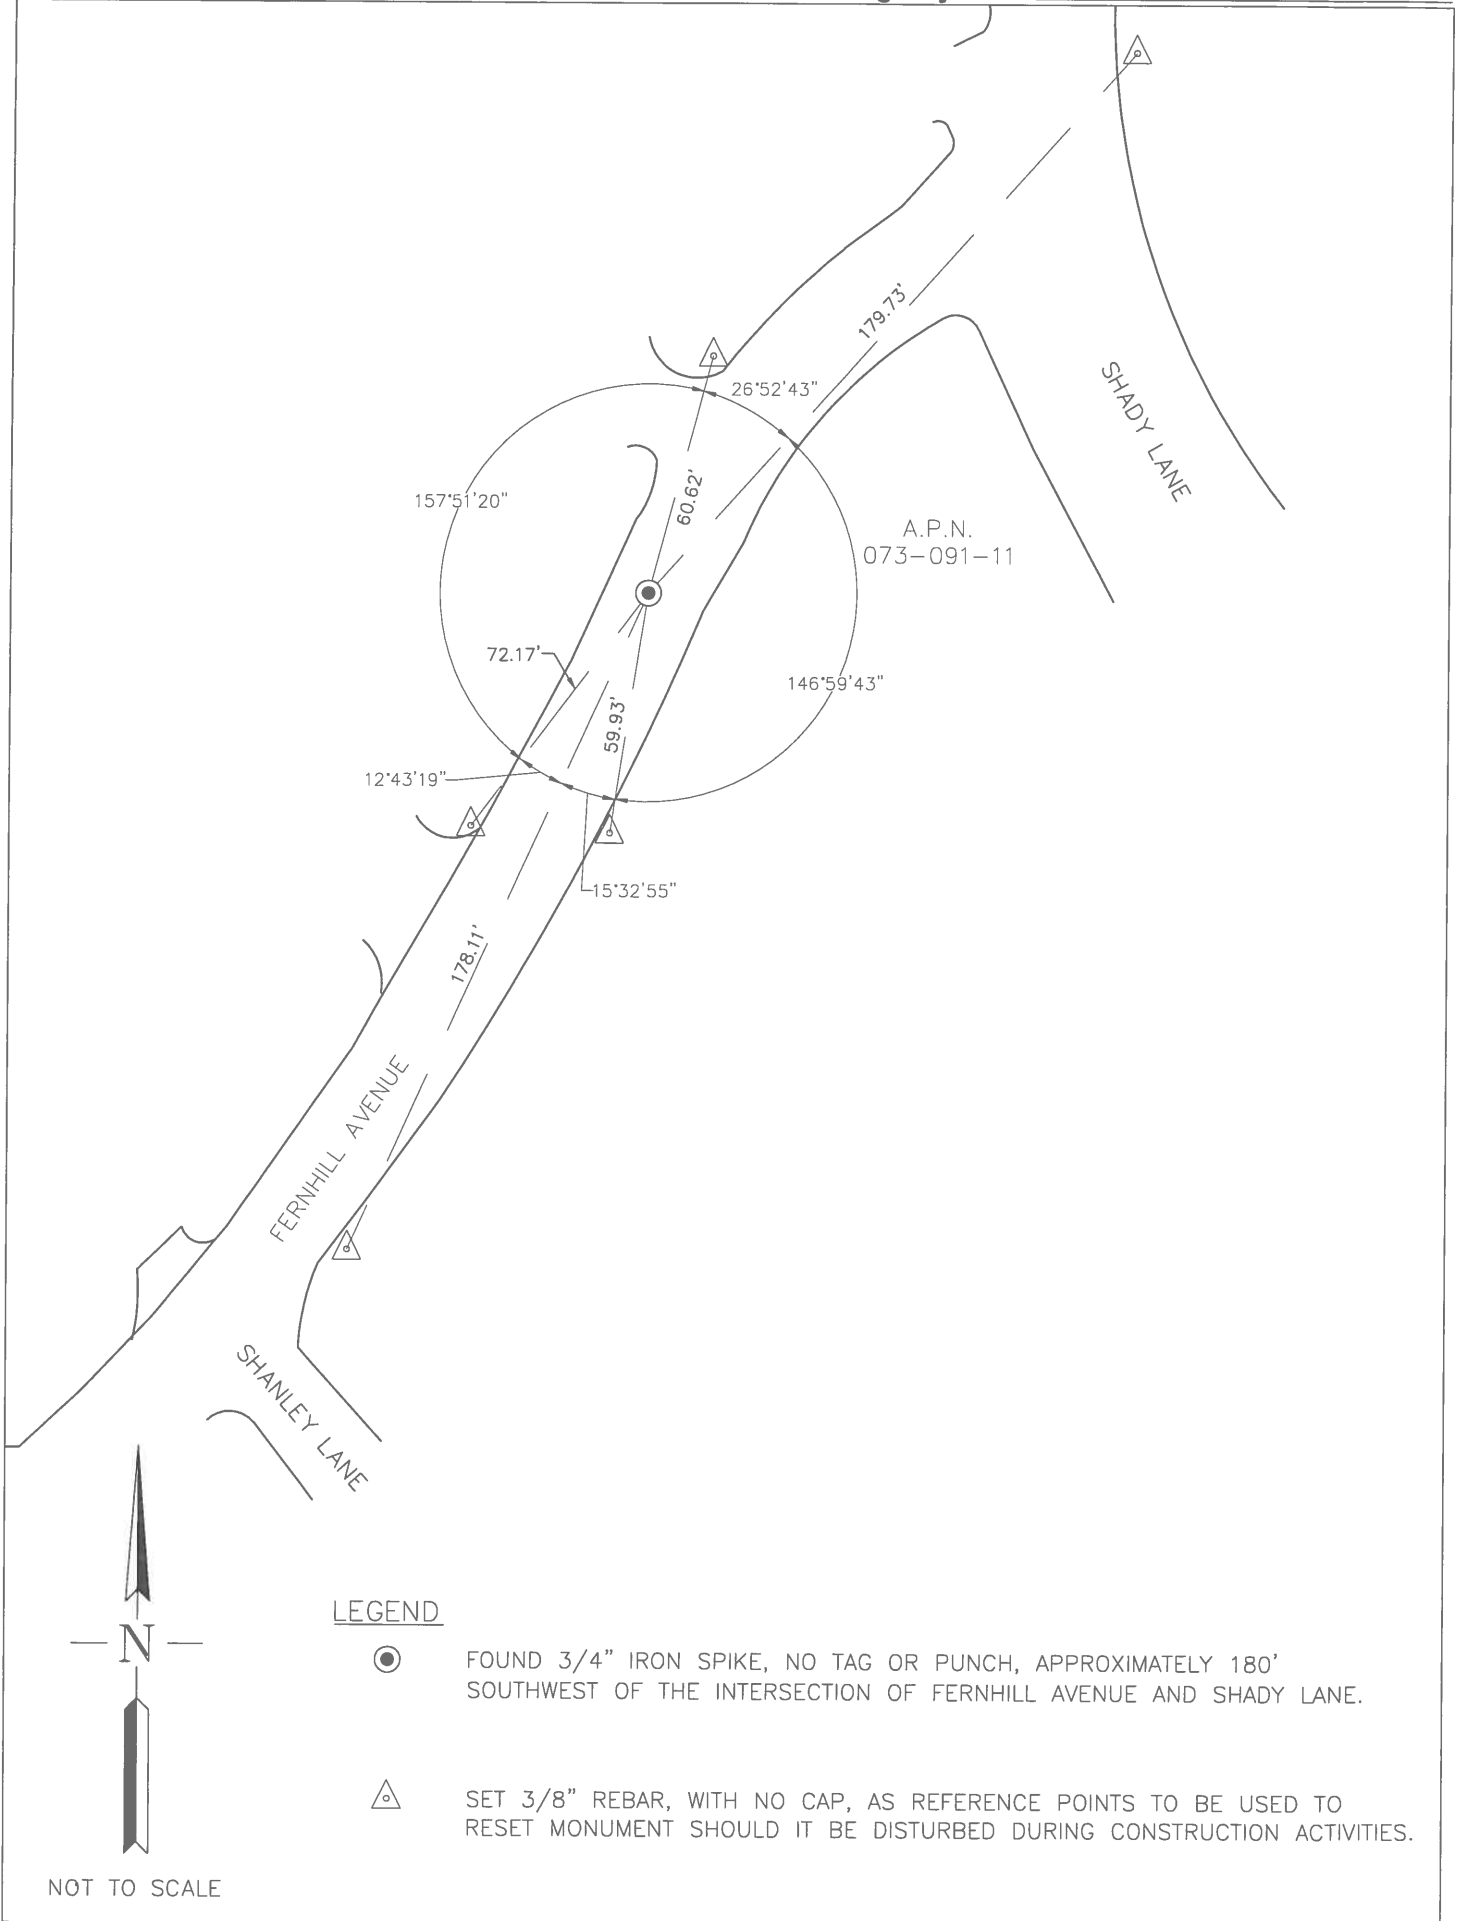 179.73'
26°52'43"
SHADY LANE
157°51'20"
60.62'
A.P.N.
073-091-11
72.17'
146°59'43"
59.93'
12°43'19"
15°32'55"
178.11'
FERNHILL AVENUE
SHANLEY LANE
N
NOT TO SCALE
LEGEND
FOUND 3/4" IRON SPIKE, NO TAG OR PUNCH, APPROXIMATELY 180'
SOUTHWEST OF THE INTERSECTION OF FERNHILL AVENUE AND SHADY LANE.
SET 3/8" REBAR, WITH NO CAP, AS REFERENCE POINTS TO BE USED TO
RESET MONUMENT SHOULD IT BE DISTURBED DURING CONSTRUCTION ACTIVITIES.